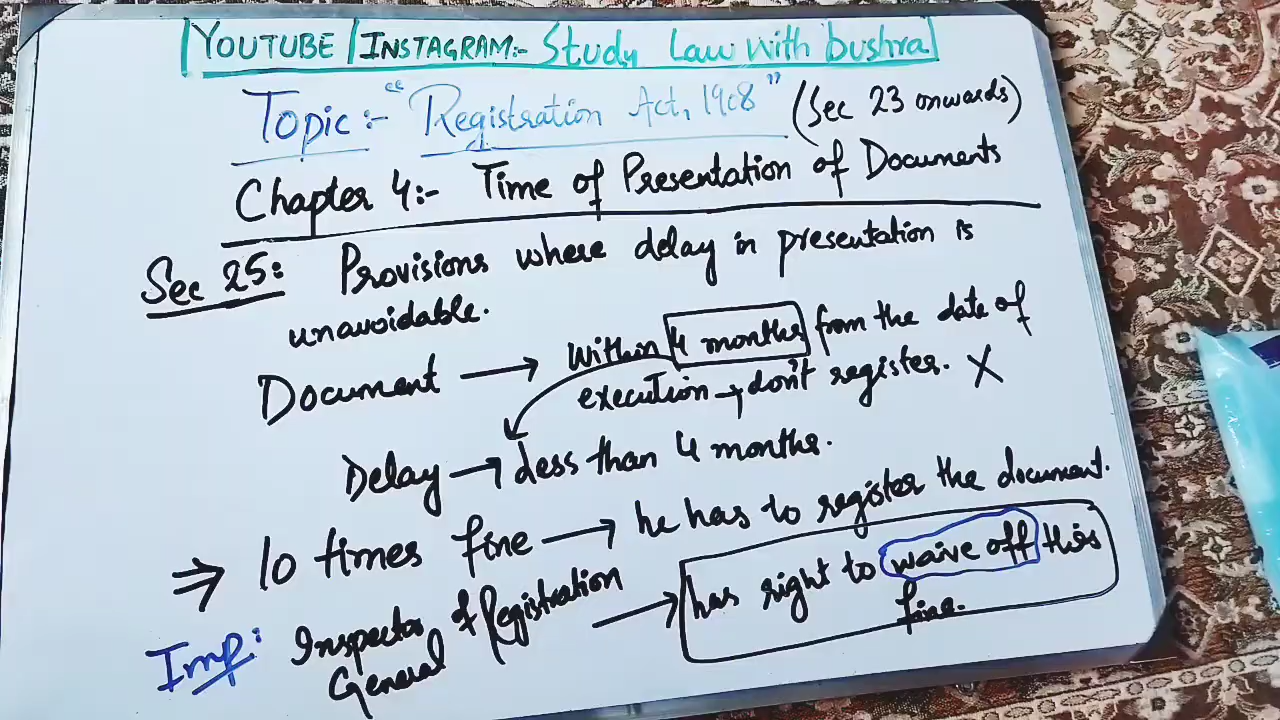 YOUTUBE / INSTAGRAM:- Study Law with bushra
Topic:- "Registration Act, 1908" (Sec 23 onwards)
Chapter 4:- Time of Presentation of Documents
Sec 25: Provisions where delay in presentation is
unavoidable.
Document → Within 4 months from the date of
execution → don't register. X
Delay → Less than 4 months.
⇒ 10 times fine → he has to register the document.
Imp: Inspector of Registration → has right to waive off this
General fine.